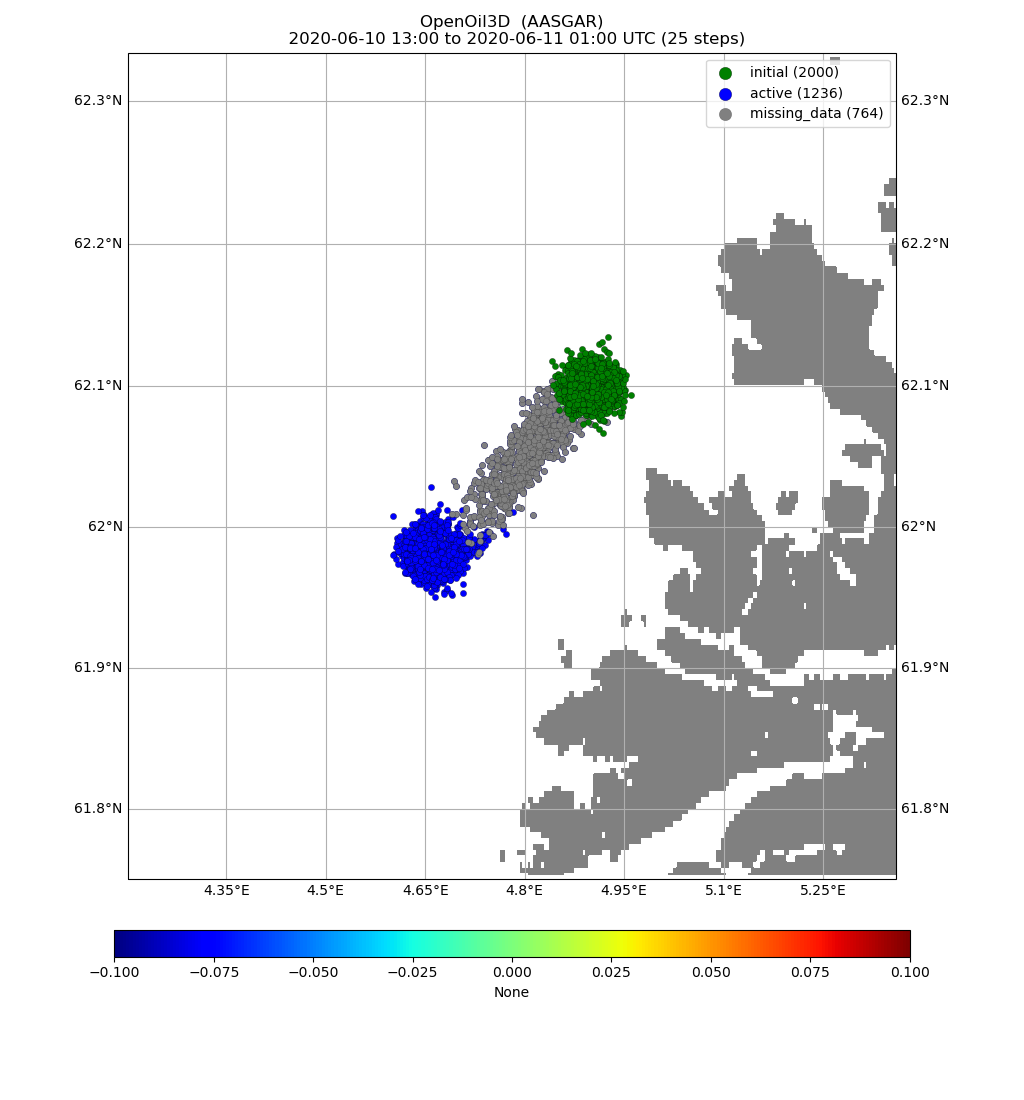 OpenOil3D  (AASGAR)
2020-06-10 13:00 to 2020-06-11 01:00 UTC (25 steps)
initial (2000)
active (1236)
missing_data (764)
62.3°N 62.3°N
62.2°N 62.2°N
62.1°N 62.1°N
62°N 62°N
61.9°N 61.9°N
61.8°N 61.8°N
4.35°E 4.5°E 4.65°E 4.8°E 4.95°E 5.1°E 5.25°E
−0.100 −0.075 −0.050 −0.025 0.000 0.025 0.050 0.075 0.100
None